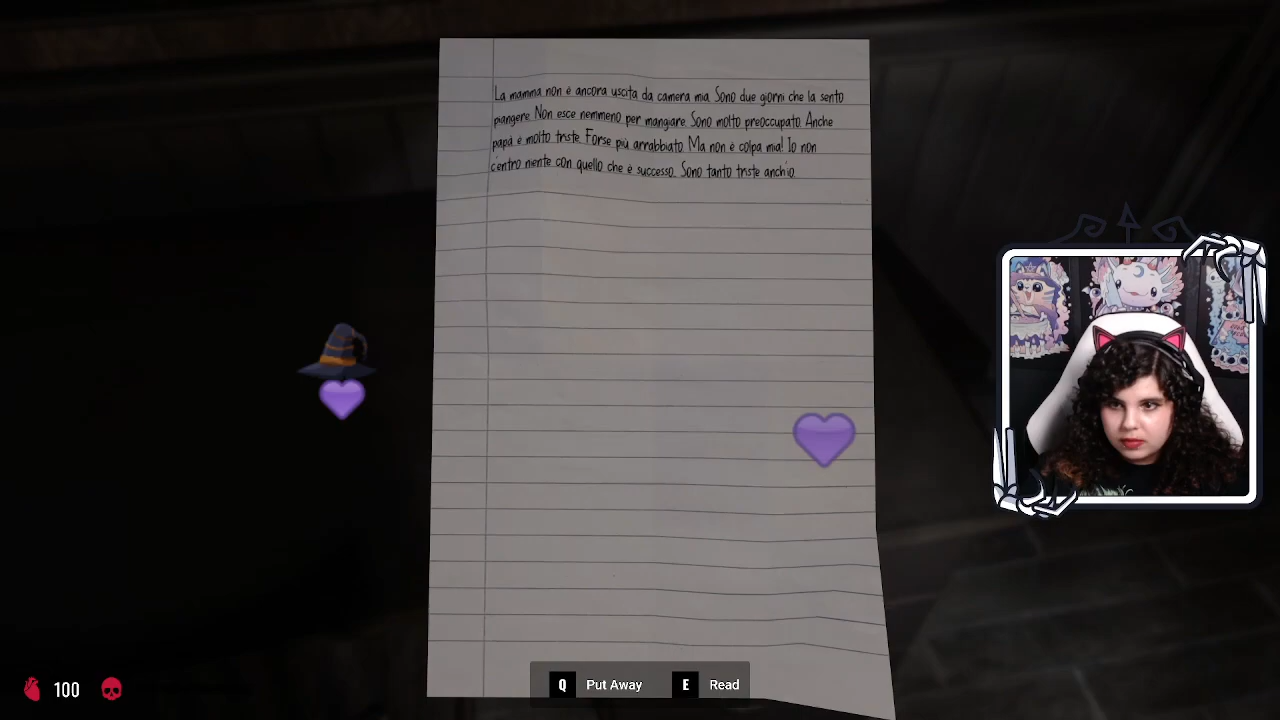 La mamma non è ancora uscita da camera mia. Sono due giorni che la sento
piangere. Non esce nemmeno per mangiare. Sono molto preoccupato. Anche
papà è molto triste. Forse più arrabbiato. Ma non è colpa mia! Io non
c'entro niente con quello che è successo. Sono tanto triste anch'io.
Q Put Away E Read
100